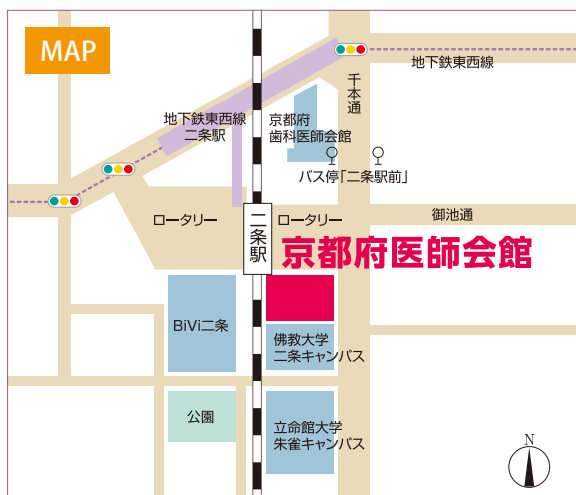 MAP
地下鉄東西線
千本通
地下鉄東西線
二条駅
京都府
歯科医師会館
バス停「二条駅前」
ロータリー
二条駅
ロータリー
御池通
京都府医師会館
BiVi二条
佛教大学
二条キャンパス
公園
立命館大学
朱雀キャンパス
N